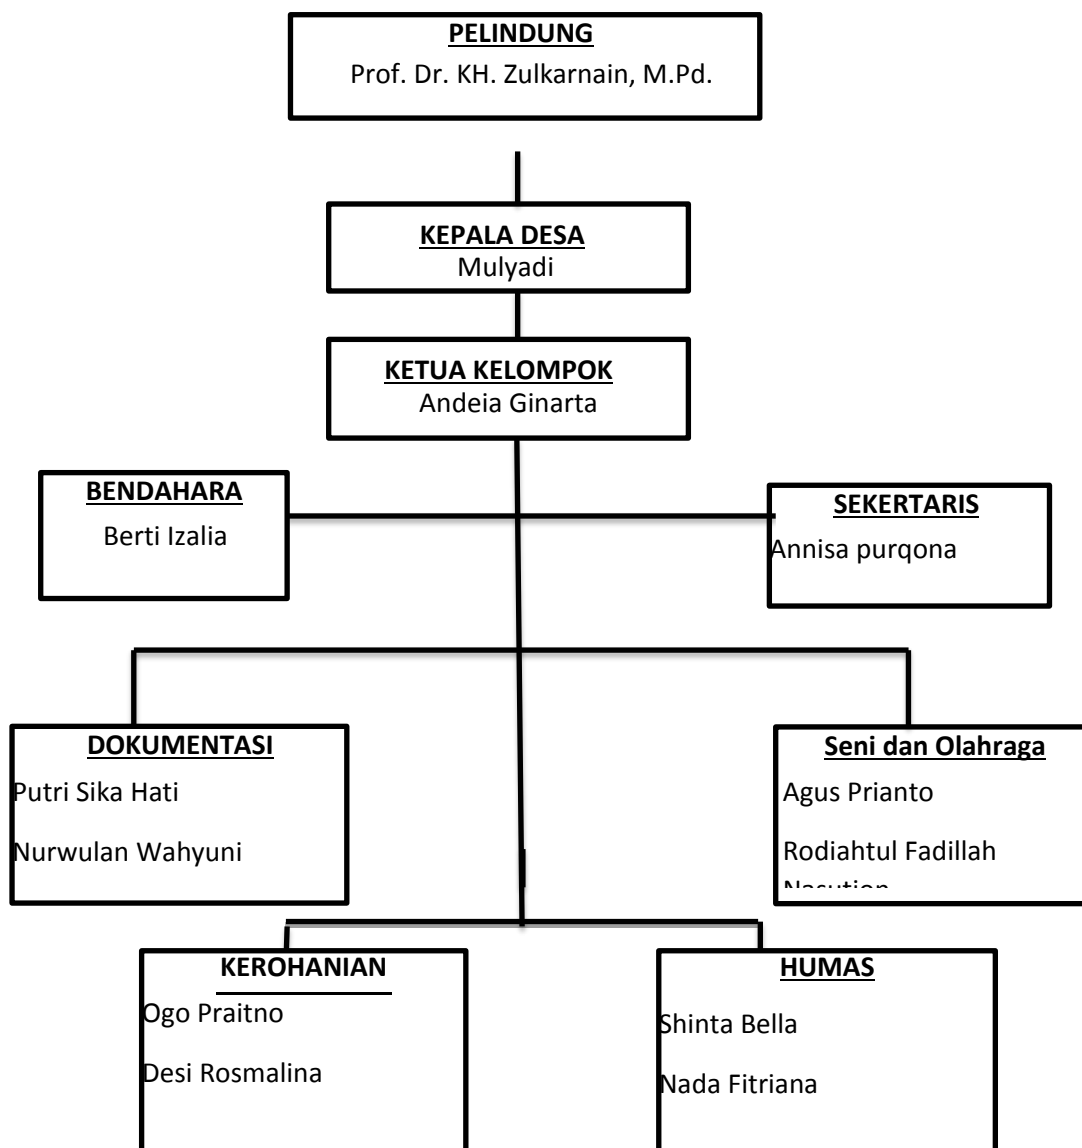 PELINDUNG
Prof. Dr. KH. Zulkarnain, M.Pd.
KEPALA DESA
Mulyadi
KETUA KELOMPOK
Andeia Ginarta
BENDAHARA
Berti Izalia
SEKERTARIS
Annisa purqona
DOKUMENTASI
Putri Sika Hati
Nurwulan Wahyuni
Seni dan Olahraga
Agus Prianto
Rodiahtul Fadillah
Nasution
KEROHANIAN
Ogo Praitno
Desi Rosmalina
HUMAS
Shinta Bella
Nada Fitriana